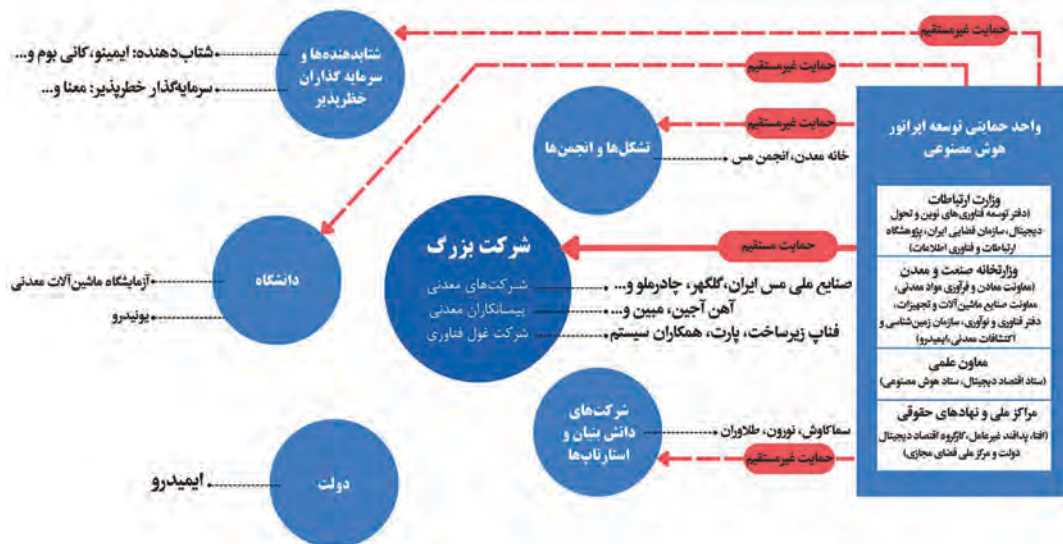 حمایت غیرمستقیم
حمایت غیرمستقیم
حمایت غیرمستقیم
حمایت مستقیم
حمایت غیرمستقیم
واحد حمایتی توسعه اپراتور
هوش مصنوعی
وزارت ارتباطات
(دفتر توسعه فناوری‌های نوین و تحول
دیجیتال، سازمان فضایی ایران، پژوهشگاه
ارتباطات و فناوری اطلاعات)
وزارتخانه صنعت و معدن
(معاونت معادن و فرآوری مواد معدنی،
معاونت صنایع ماشین‌آلات و تجهیزات،
دفتر فناوری و نوآوری، سازمان زمین‌شناسی و
اکتشافات معدنی، ایمیدرو)
معاون علمی
(ستاد اقتصاد دیجیتال، ستاد هوش مصنوعی)
مراکز ملی و نهادهای حقوقی
(افتا، پدافند غیرعامل، کارگروه اقتصاد دیجیتال
دولت و مرکز ملی فضای مجازی)
شتابدهنده‌ها و
سرمایه گذاران
خطرپذیر
شتاب‌دهنده: ایمینو، کانی بوم و...
سرمایه‌گذار خطرپذیر: معنا و...
تشکل‌ها و انجمن‌ها
خانه معدن، انجمن مس
شرکت بزرگ
شرکت‌های معدنی
پیمانکاران معدنی
شرکت غول فناوری
صنایع ملی مس ایران، گلگهر، چادرملو و...
آهن آجین، مبین و...
فناپ زیرساخت، پارت، همکاران سیستم
دانشگاه
آزمایشگاه ماشین‌آلات معدنی
یونیدرو
شرکت‌های
دانش بنیان و
استارتاپ‌ها
سماکاوش، نورون، طلاوران
دولت
ایمیدرو